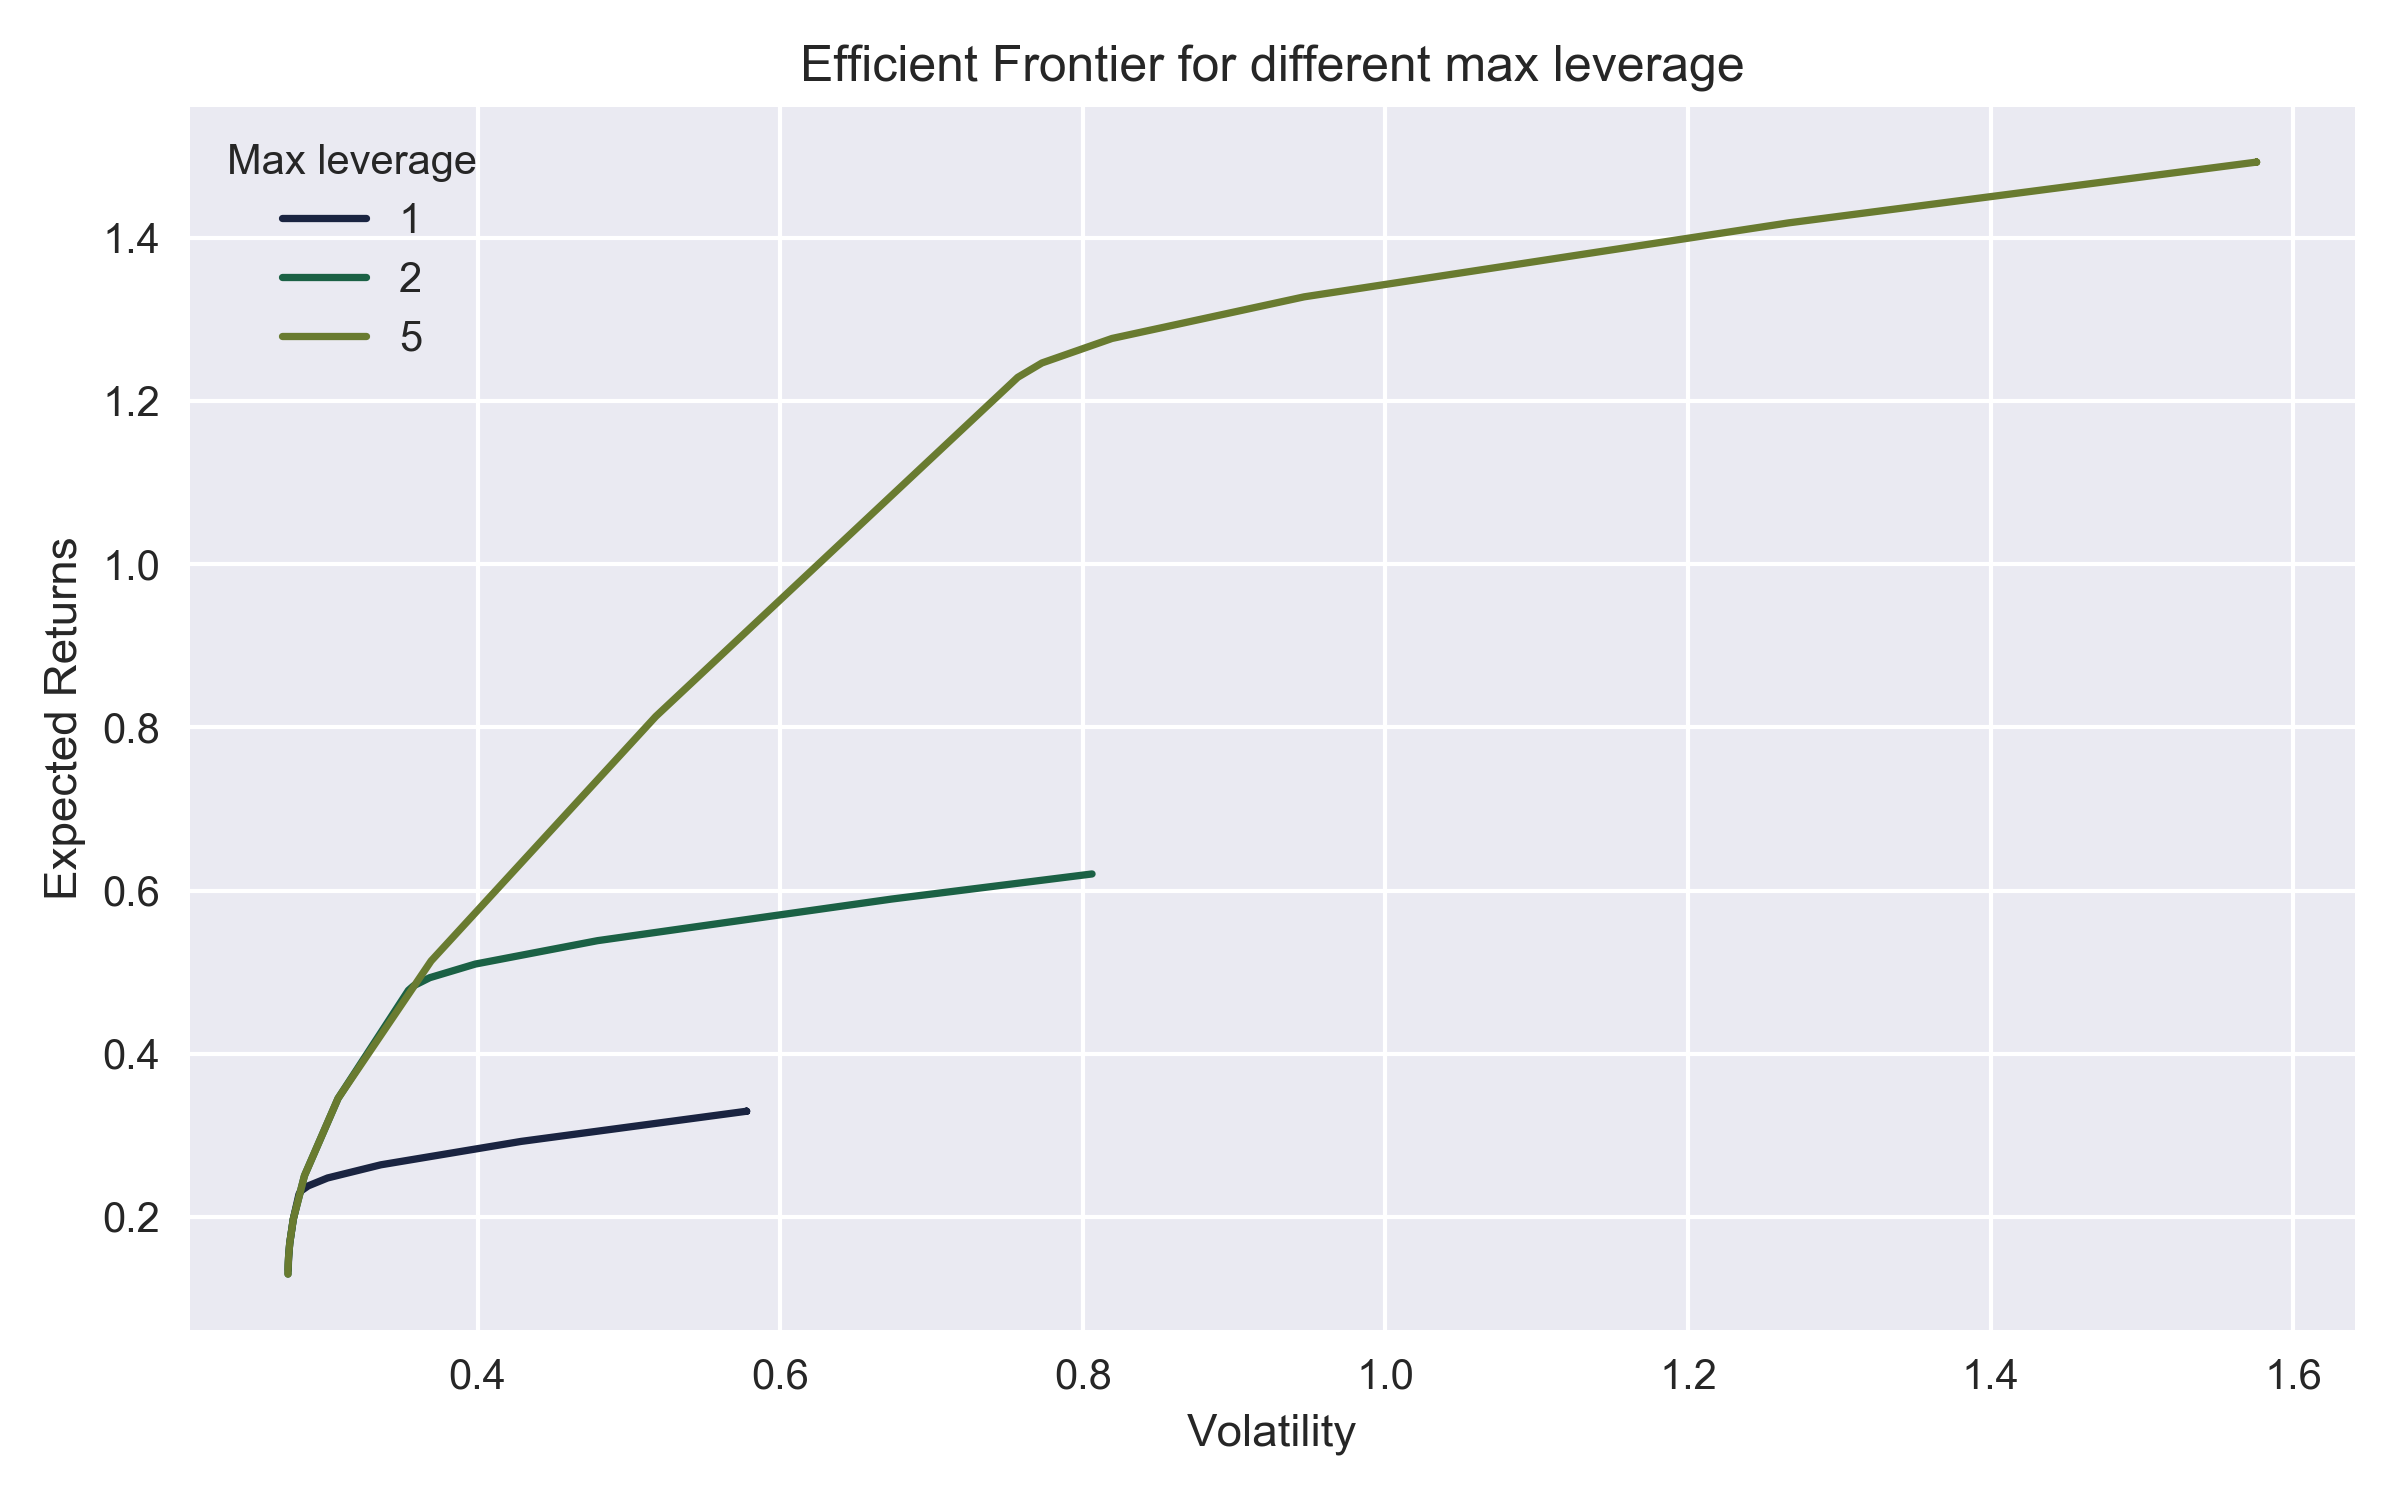 Efficient Frontier for different max leverage
Max leverage
1
2
5
1.4
1.2
1.0
0.8
0.6
0.4
0.2
Expected Returns
0.4 0.6 0.8 1.0 1.2 1.4 1.6
Volatility